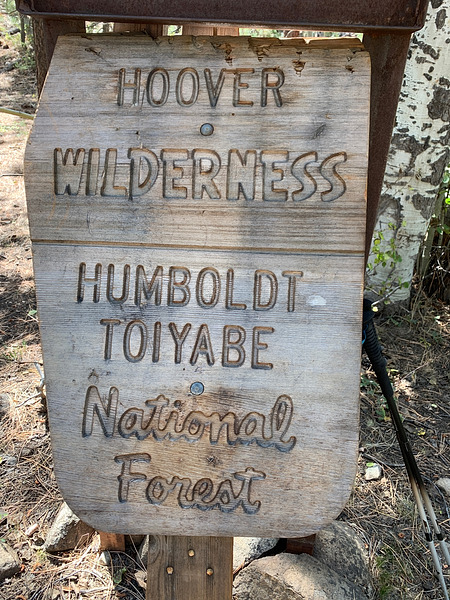 HOOVER
WILDERNESS
HUMBOLDT
TOIYABE
National
Forest